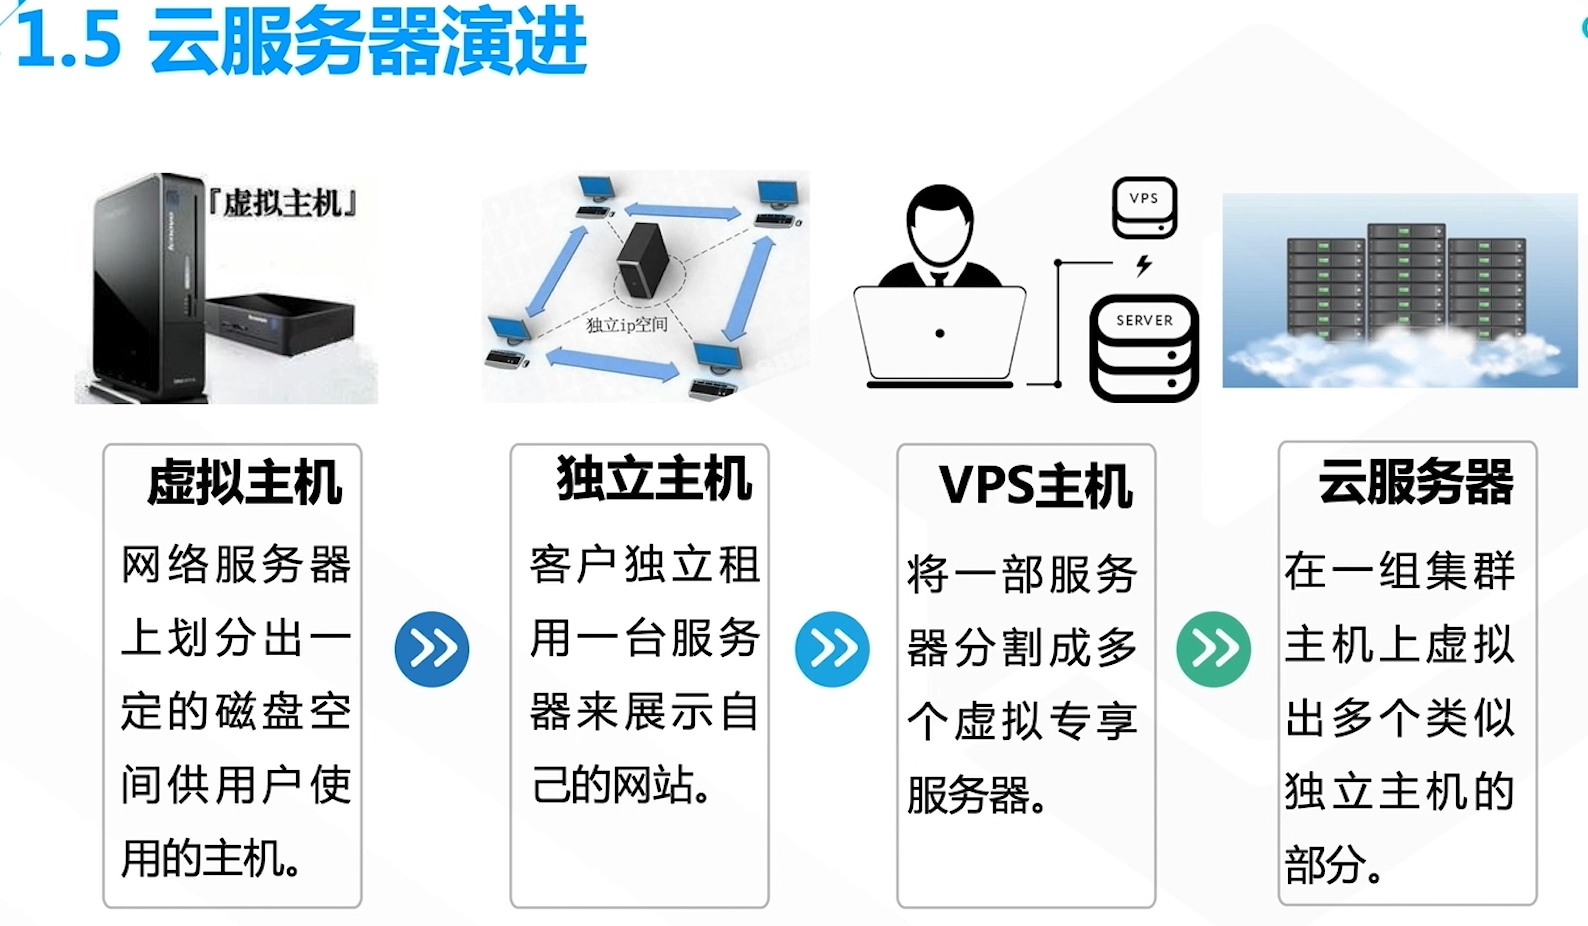 1.5 云服务器演进
『虚拟主机』
lenovo
独立ip空间
VPS
SERVER
虚拟主机
网络服务器
上划分出一
定的磁盘空
间供用户使
用的主机。
独立主机
客户独立租
用一台服务
器来展示自
己的网站。
VPS主机
将一部服务
器分割成多
个虚拟专享
服务器。
云服务器
在一组集群
主机上虚拟
出多个类似
独立主机的
部分。